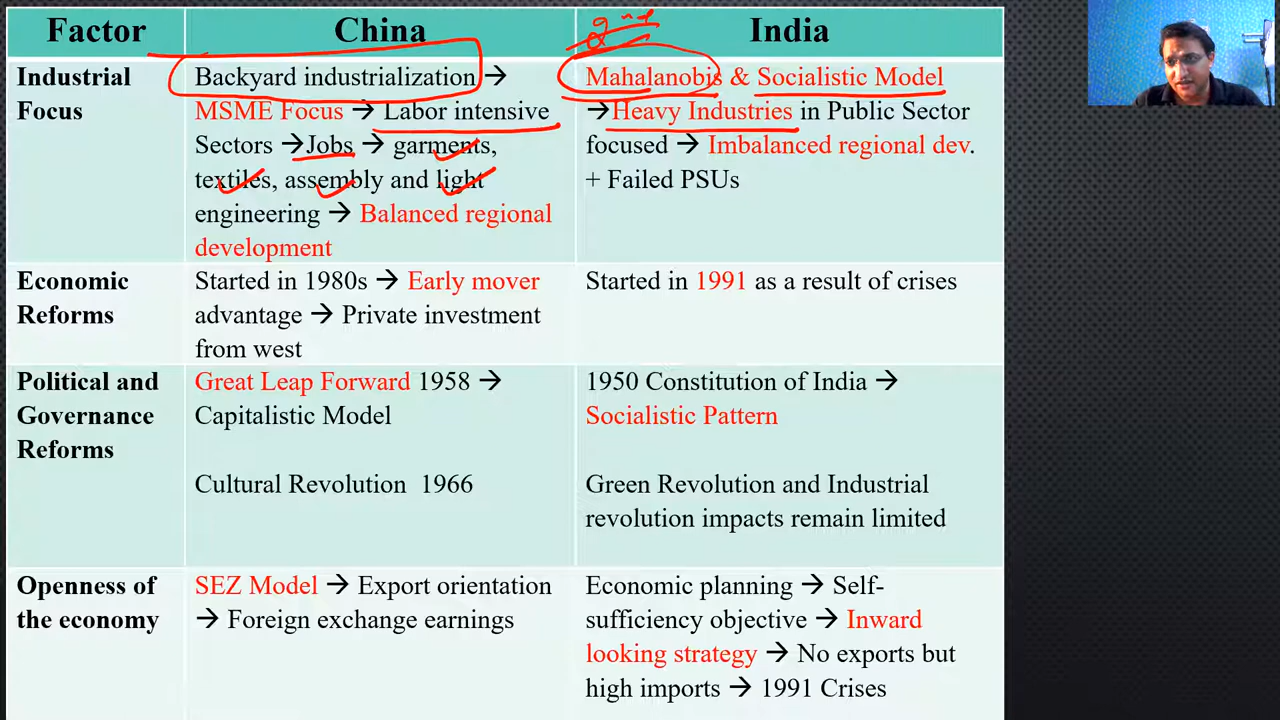 Factor China India
2nd
Industrial Focus
Backyard industrialization →
MSME Focus → Labor intensive
Sectors → Jobs → garments,
textiles, assembly and light
engineering → Balanced regional
development
Mahalanobis & Socialistic Model
→ Heavy Industries in Public Sector
focused → Imbalanced regional dev.
+ Failed PSUs
Economic
Reforms
Started in 1980s → Early mover
advantage → Private investment
from west
Started in 1991 as a result of crises
Political and
Governance
Reforms
Great Leap Forward 1958 →
Capitalistic Model
Cultural Revolution 1966
1950 Constitution of India →
Socialistic Pattern
Green Revolution and Industrial
revolution impacts remain limited
Openness of
the economy
SEZ Model → Export orientation
→ Foreign exchange earnings
Economic planning → Self-
sufficiency objective → Inward
looking strategy → No exports but
high imports → 1991 Crises